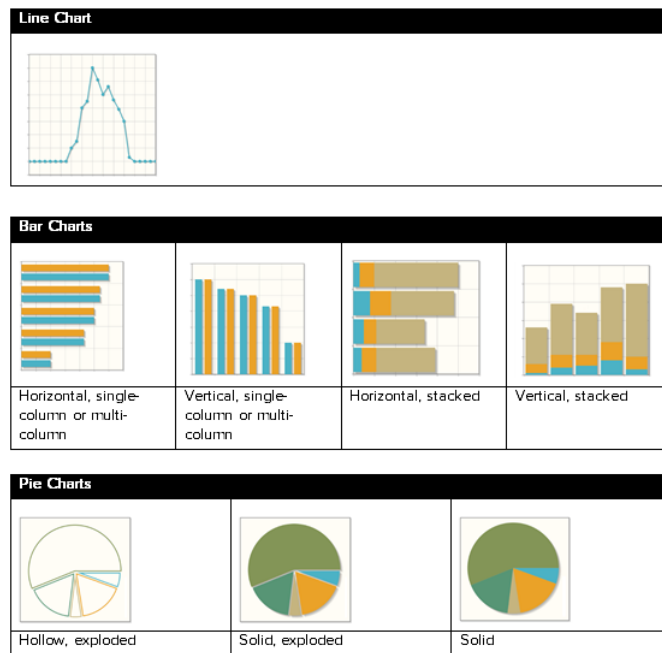 Line Chart
Bar Charts
Horizontal, single-
column or multi-
column
Vertical, single-
column or multi-
column
Horizontal, stacked
Vertical, stacked
Pie Charts
Hollow, exploded
Solid, exploded
Solid